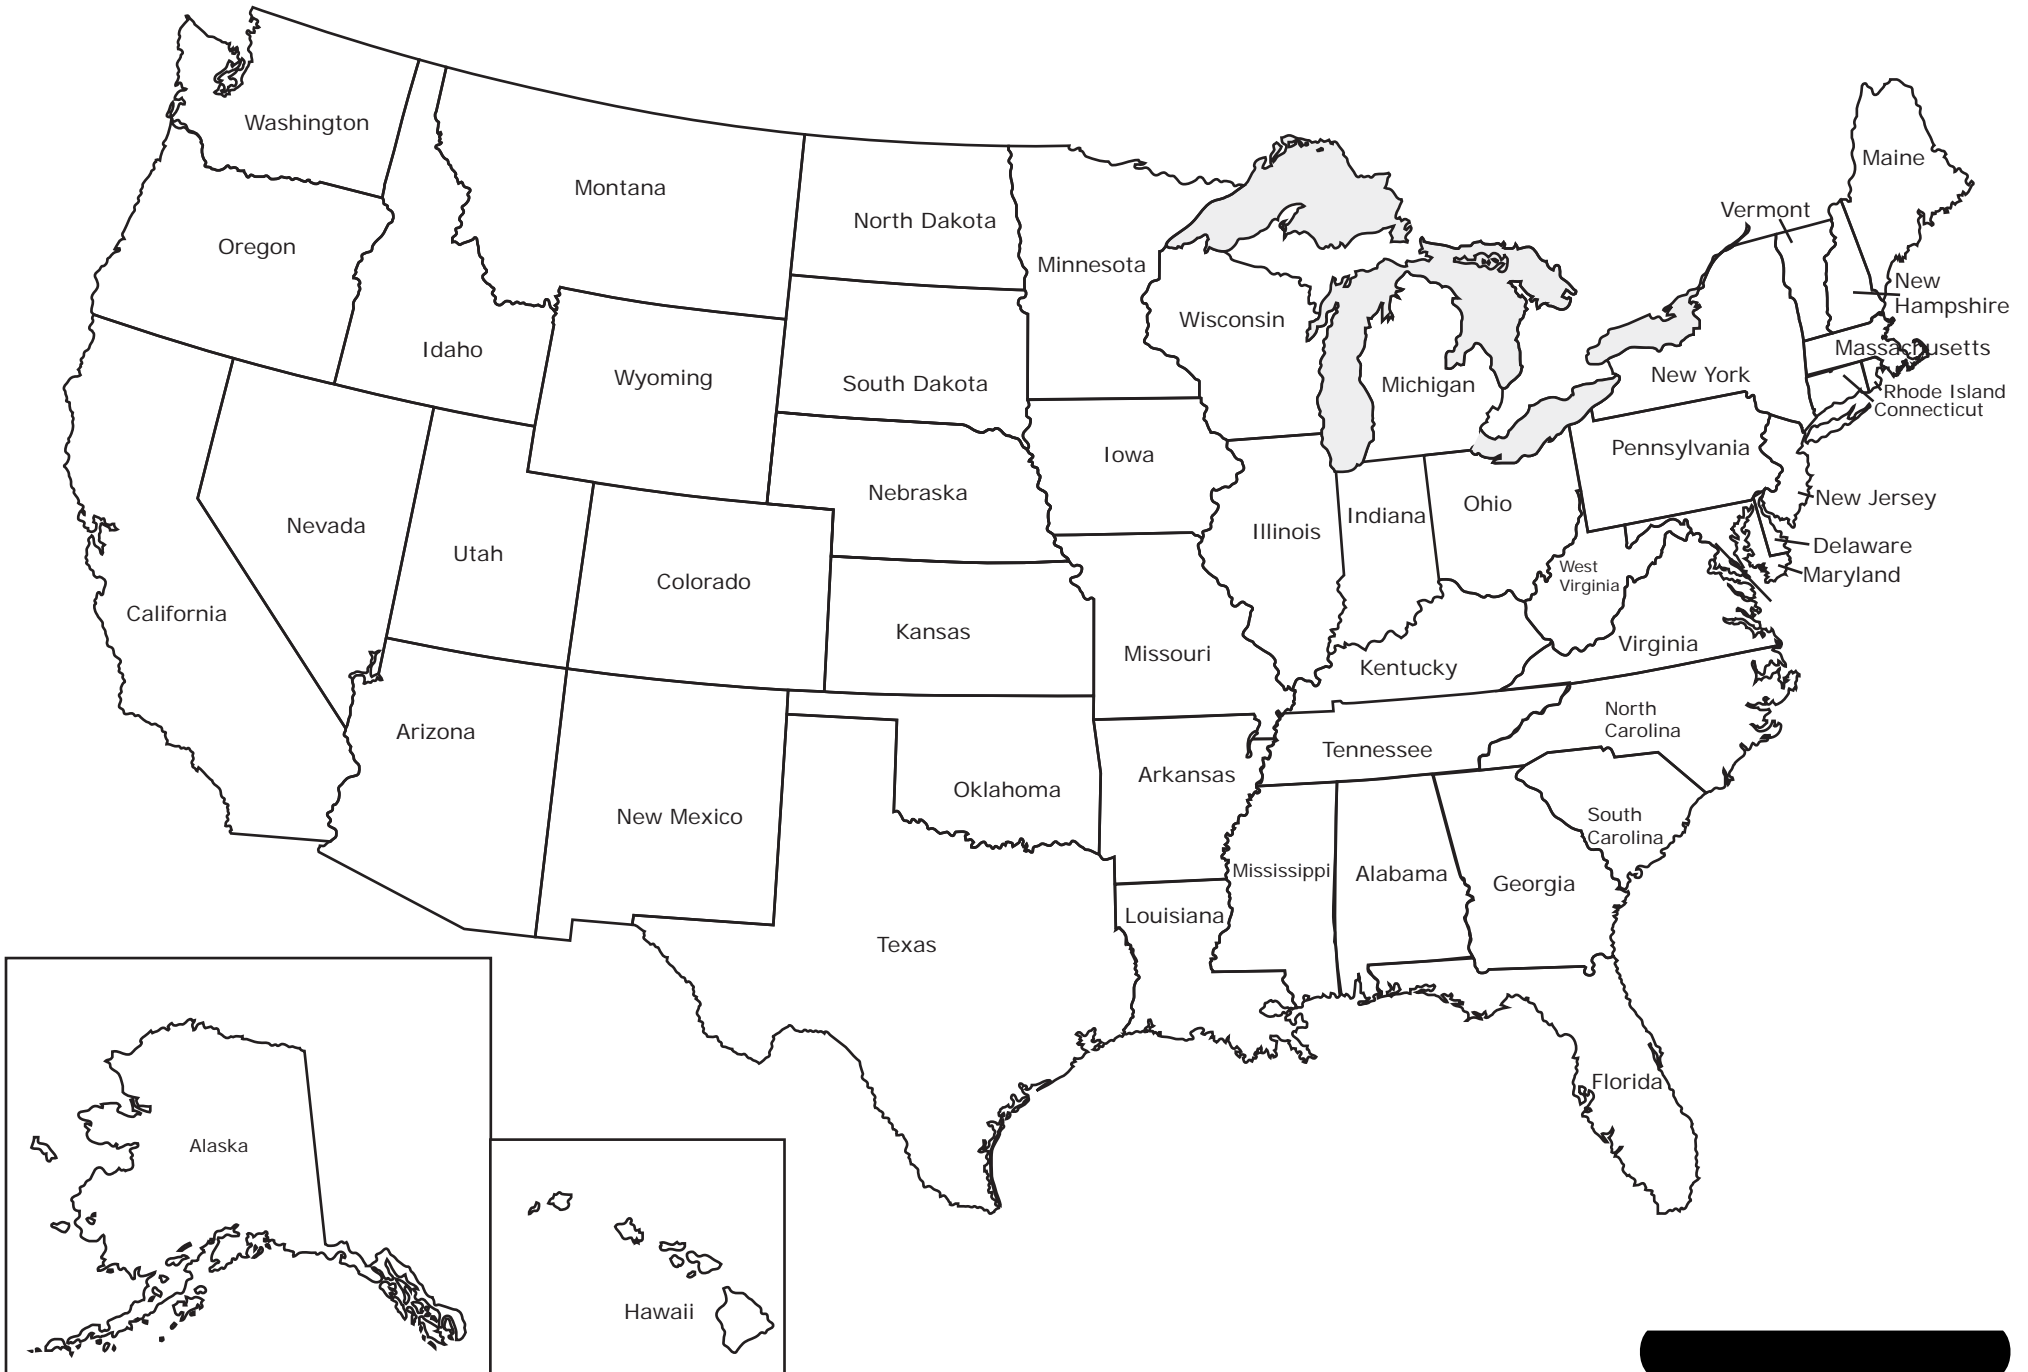 Washington
Montana
North Dakota
Minnesota
Maine
Vermont
New
Hampshire
Oregon
Idaho
Wyoming
South Dakota
Wisconsin
Michigan
New York
Massachusetts
Rhode Island
Connecticut
Iowa
Pennsylvania
New Jersey
Nebraska
Illinois
Indiana
Ohio
Delaware
Maryland
Nevada
Utah
Colorado
California
Kansas
Missouri
West
Virginia
Kentucky
Virginia
Arizona
New Mexico
Oklahoma
Arkansas
Tennessee
North
Carolina
South
Carolina
Texas
Louisiana
Mississippi
Alabama
Georgia
Florida
Alaska
Hawaii